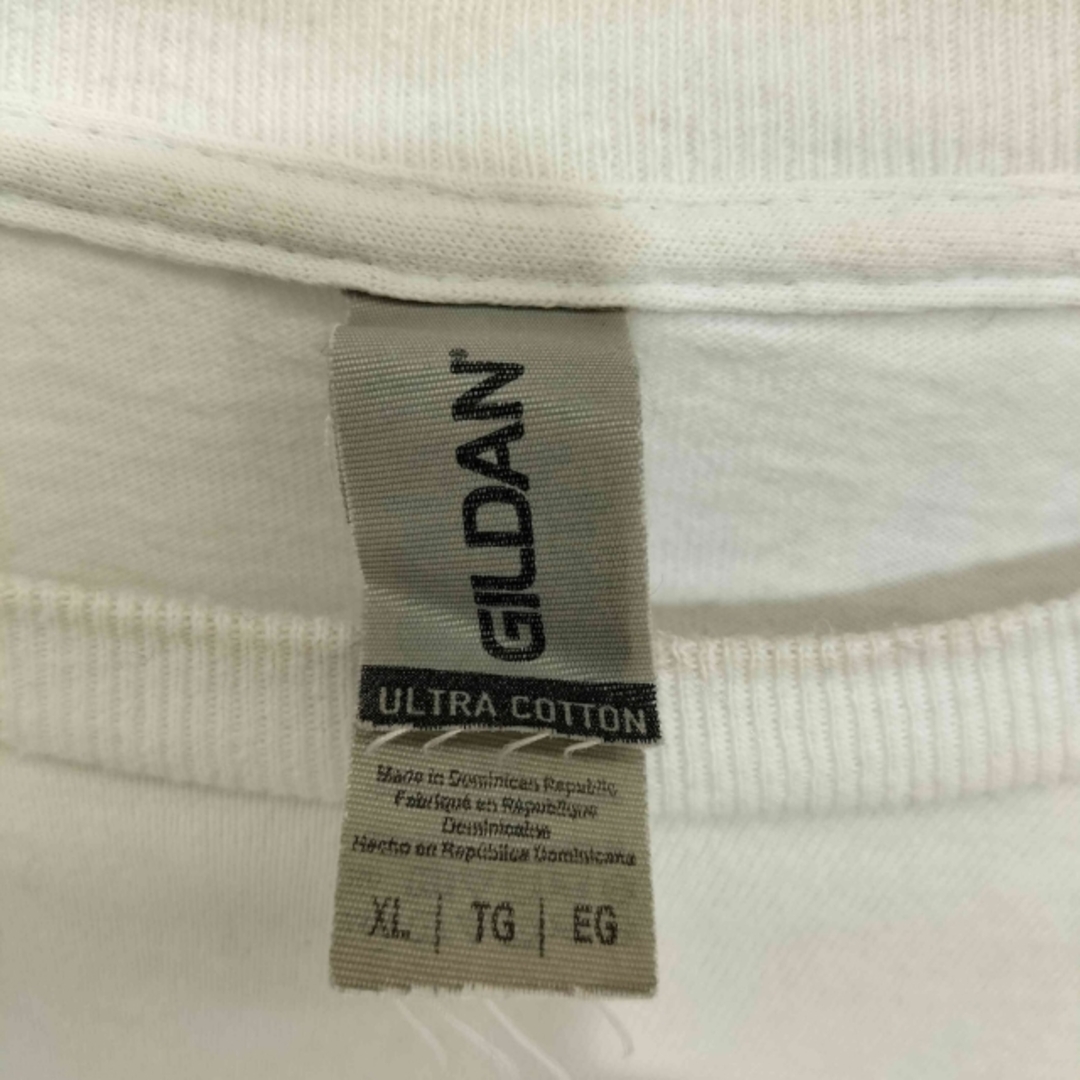 GILDAN®
ULTRA COTTON
Made in Dominican Republic
Fabriqué en République
Dominicaine
Hecho en República Dominicana
XL | TG | EG